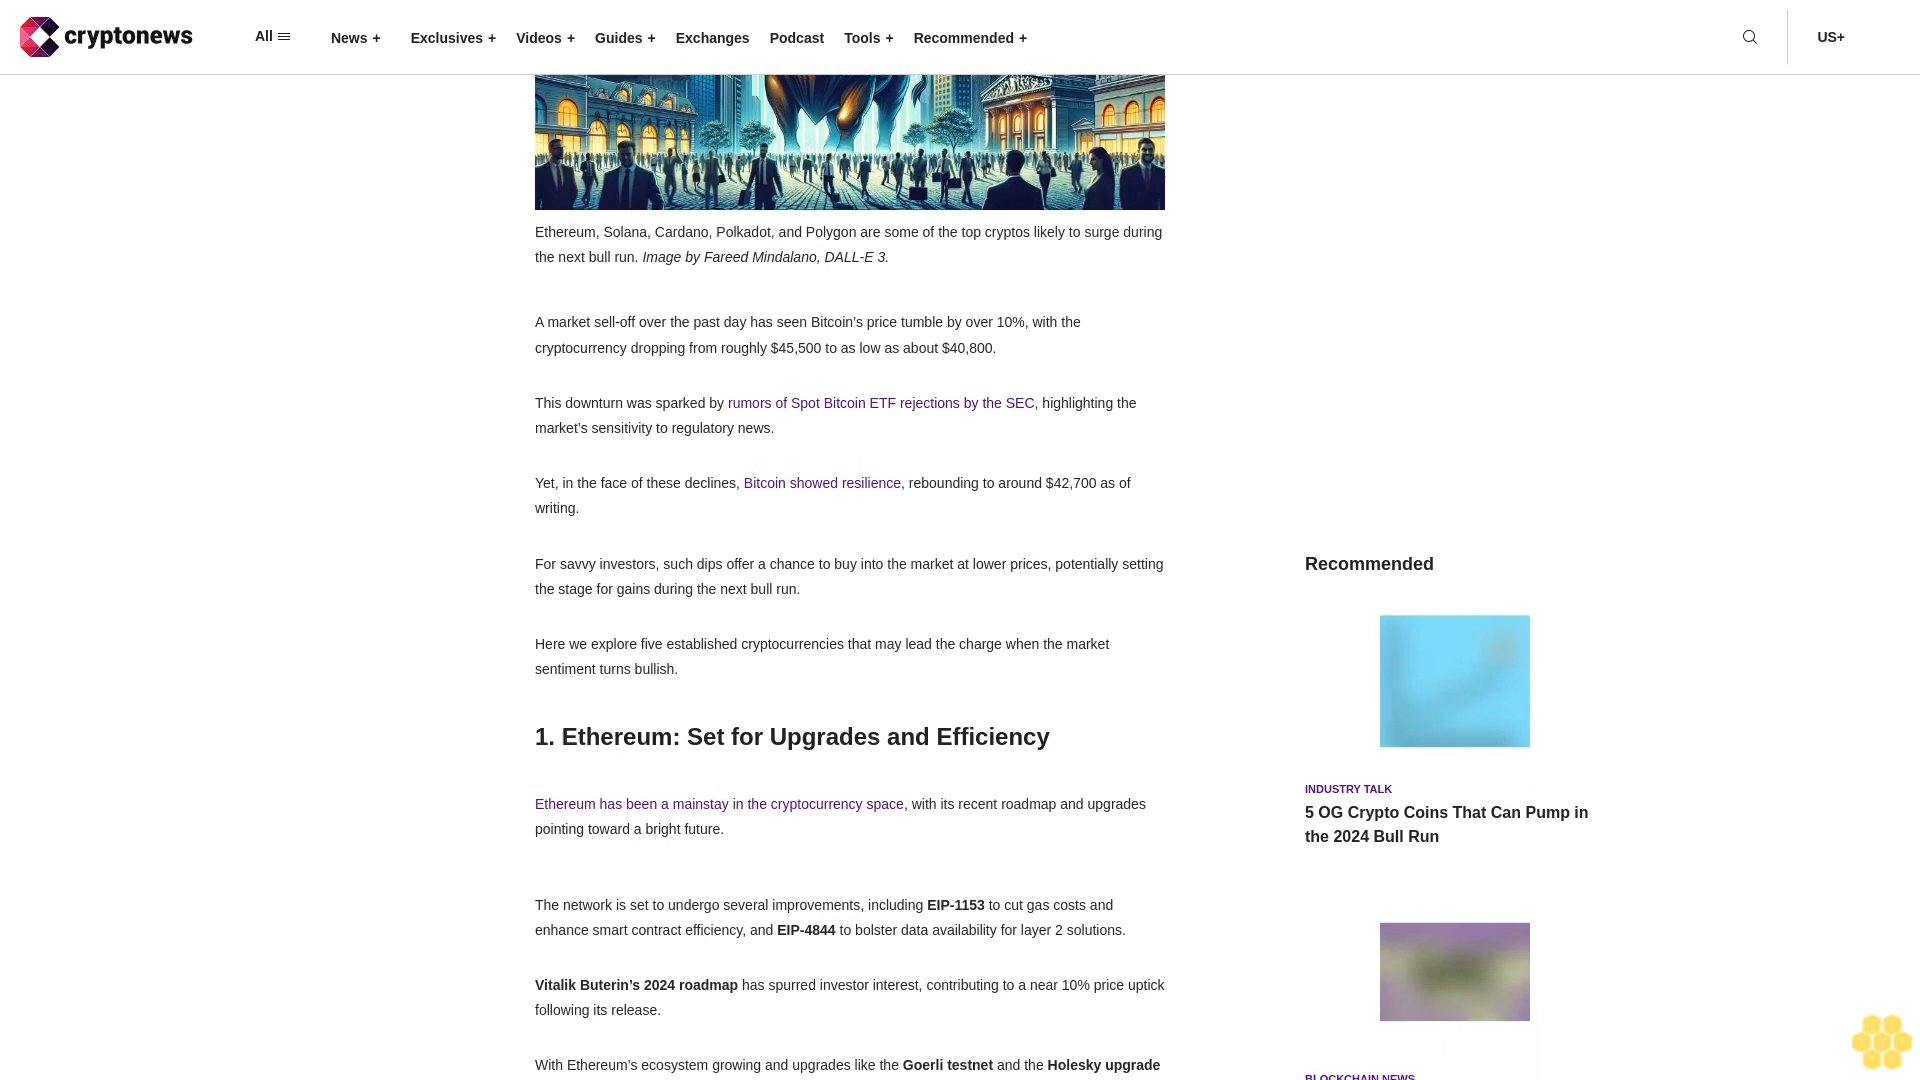 cryptonews
All
News +
Exclusives +
Videos +
Guides +
Exchanges
Podcast
Tools +
Recommended +
US+
Ethereum, Solana, Cardano, Polkadot, and Polygon are some of the top cryptos likely to surge during
the next bull run. Image by Fareed Mindalano, DALL-E 3.
A market sell-off over the past day has seen Bitcoin’s price tumble by over 10%, with the
cryptocurrency dropping from roughly $45,500 to as low as about $40,800.
This downturn was sparked by rumors of Spot Bitcoin ETF rejections by the SEC, highlighting the
market’s sensitivity to regulatory news.
Yet, in the face of these declines, Bitcoin showed resilience, rebounding to around $42,700 as of
writing.
For savvy investors, such dips offer a chance to buy into the market at lower prices, potentially setting
the stage for gains during the next bull run.
Here we explore five established cryptocurrencies that may lead the charge when the market
sentiment turns bullish.
1. Ethereum: Set for Upgrades and Efficiency
Ethereum has been a mainstay in the cryptocurrency space, with its recent roadmap and upgrades
pointing toward a bright future.
The network is set to undergo several improvements, including EIP-1153 to cut gas costs and
enhance smart contract efficiency, and EIP-4844 to bolster data availability for layer 2 solutions.
Vitalik Buterin’s 2024 roadmap has spurred investor interest, contributing to a near 10% price uptick
following its release.
With Ethereum’s ecosystem growing and upgrades like the Goerli testnet and the Holesky upgrade
Recommended
INDUSTRY TALK
5 OG Crypto Coins That Can Pump in
the 2024 Bull Run
BLOCKCHAIN NEWS